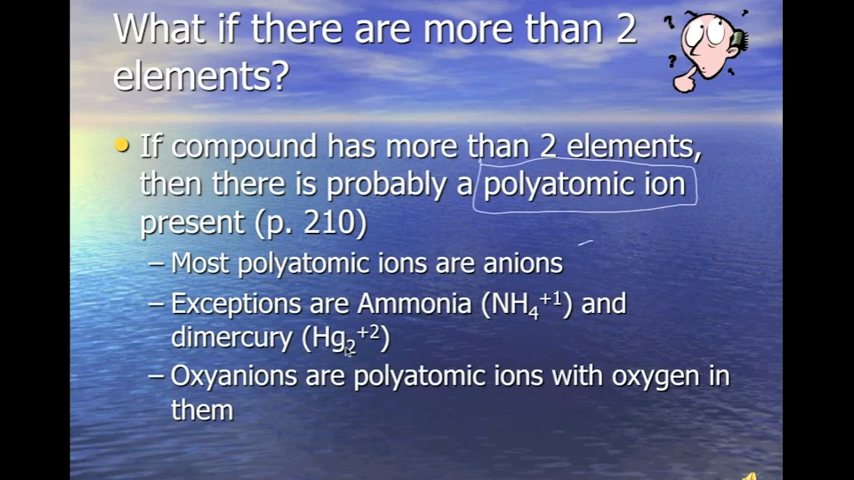 What if there are more than 2
elements?
• If compound has more than 2 elements,
then there is probably a polyatomic ion
present (p. 210)
– Most polyatomic ions are anions
– Exceptions are Ammonia (NH₄⁺¹) and
dimercury (Hg₂⁺²)
– Oxyanions are polyatomic ions with oxygen in
them